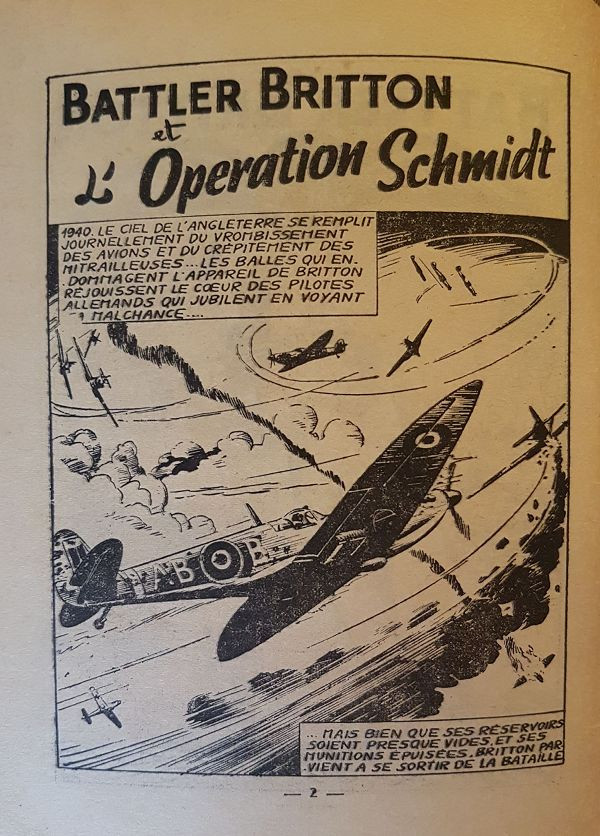 BATTLER BRITTON
et
L'Operation Schmidt
1940. LE CIEL DE L'ANGLETERRE SE REMPLIT
JOURNELLEMENT DU VROMBISSEMENT
DES AVIONS ET DU CRÉPITEMENT DES
MITRAILLEUSES... LES BALLES QUI EN-
DOMMAGENT L'APPAREIL DE BRITTON
RÉJOUISSENT LE CŒUR DES PILOTES
ALLEMANDS QUI JUBILENT EN VOYANT
MALCHANCE....
A B B
... MAIS BIEN QUE SES RÉSERVOIRS
SOIENT PRESQUE VIDES, ET SES
MUNITIONS ÉPUISÉES, BRITTON PAR-
VIENT A SE SORTIR DE LA BATAILLE
— 2 —